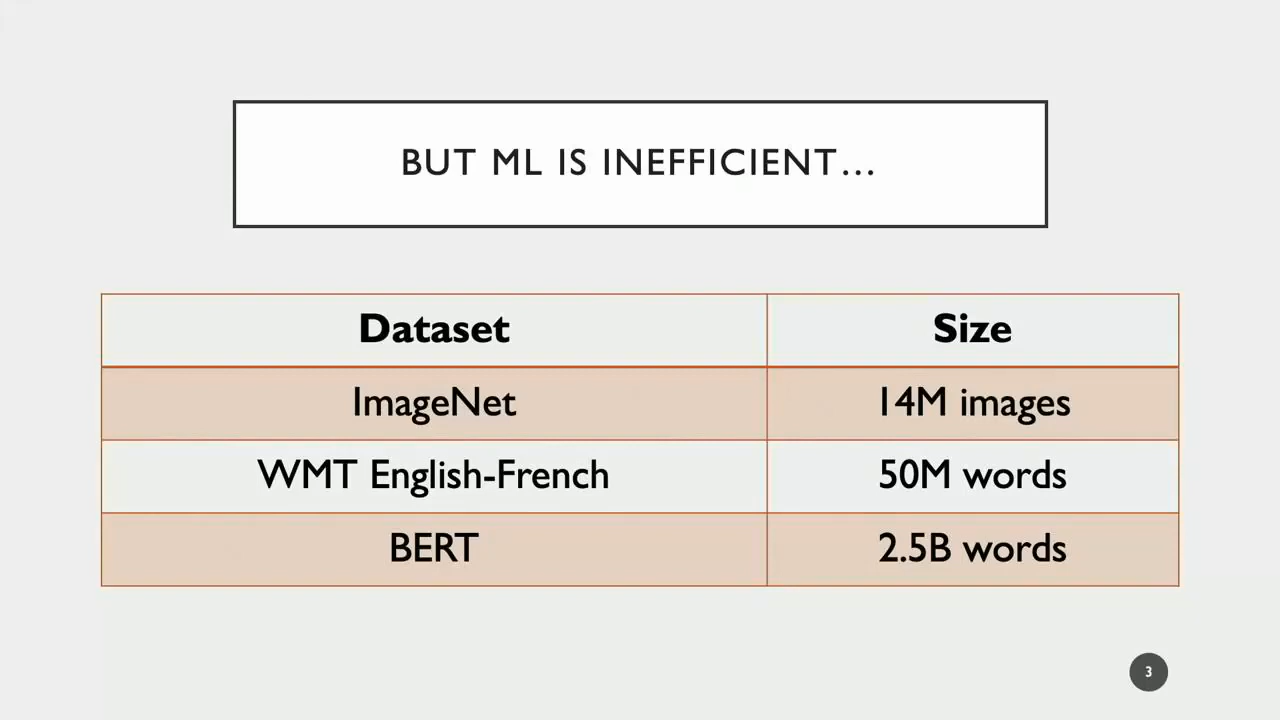 BUT ML IS INEFFICIENT...
Dataset Size
ImageNet 14M images
WMT English-French 50M words
BERT 2.5B words
3